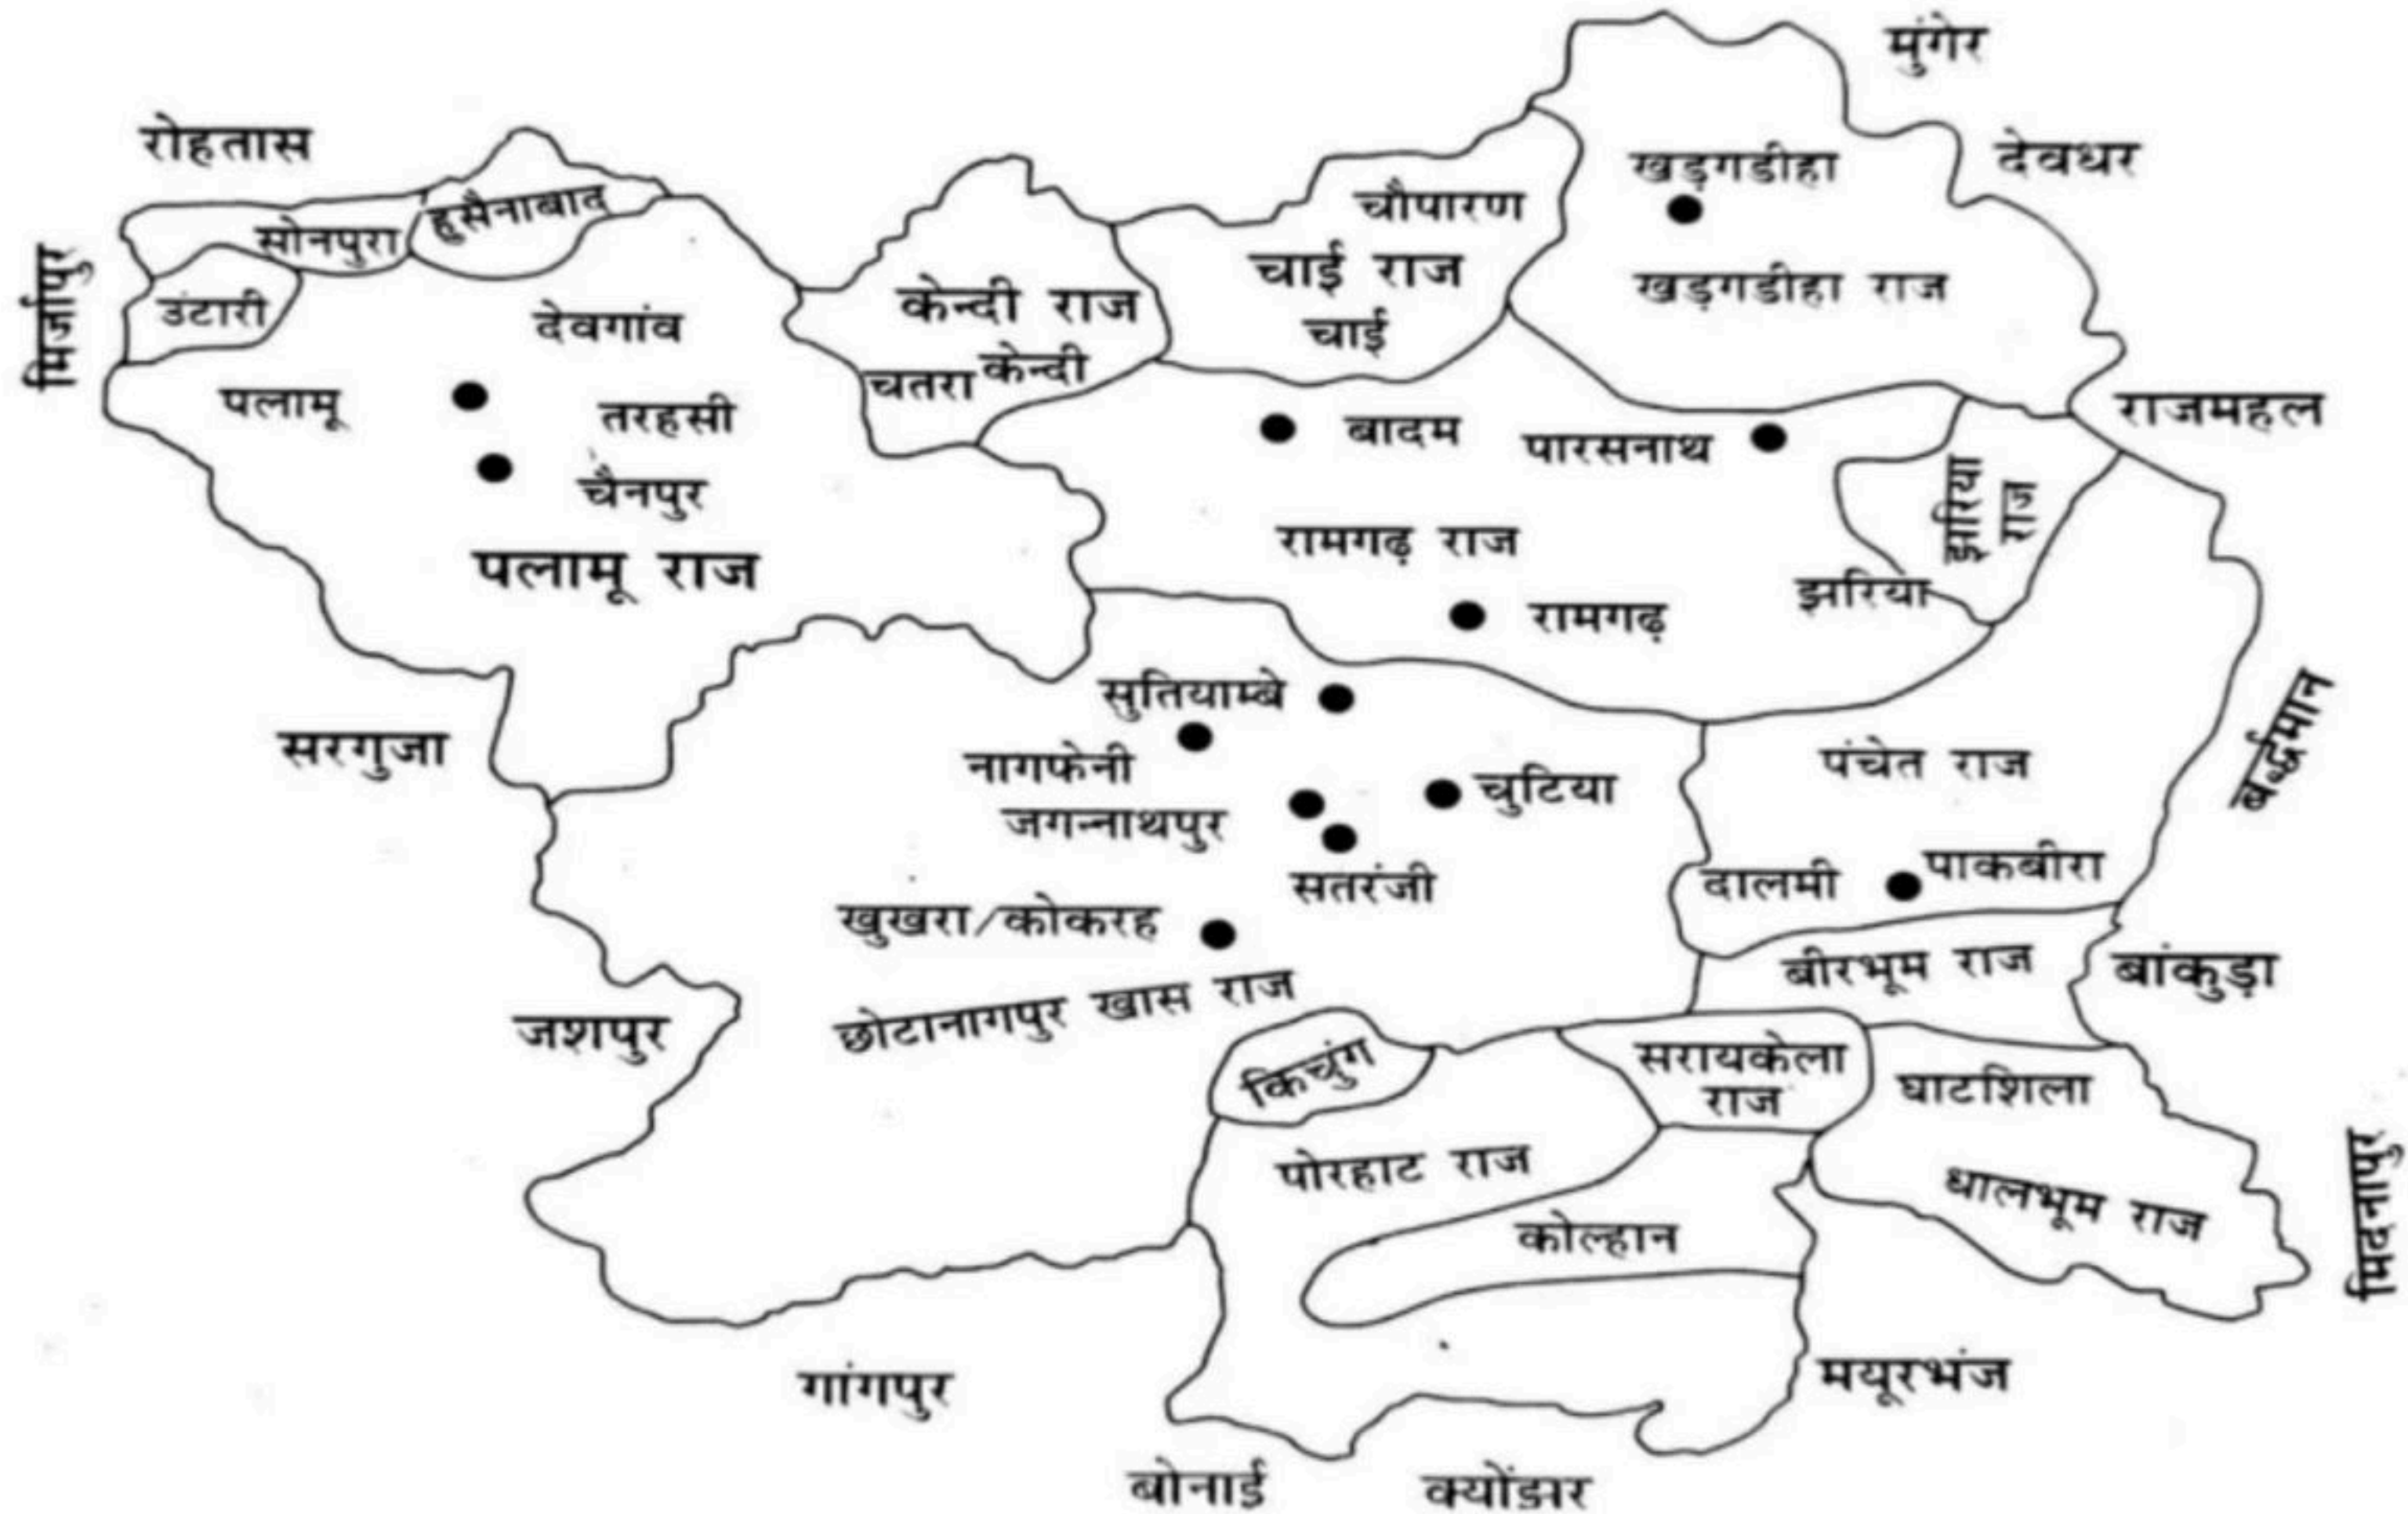 मुंगेर
रोहतास
देवधर
खड़गडीहा
चौपारण
हुसैनाबाद
सोनपुरा
मिर्जापुर
उंटारी
चाई राज
चाई
खड़गडीहा राज
देवगांव
केन्दी राज
केन्दी
चतरा
पलामू
तरहसी
चैनपुर
पलामू राज
बादम
पारसनाथ
राजमहल
झरिया
राज
रामगढ़ राज
झरिया
रामगढ़
सुतियाम्बे
सरगुजा
नागफेनी
जगन्नाथपुर
चुटिया
सतरंजी
पंचेत राज
बर्द्धमान
दालमी
पाकबीरा
खुखरा/कोकरह
छोटानागपुर खास राज
बीरभूम राज
बांकुड़ा
जशपुर
किचुंग
सरायकेला
राज
घाटशिला
पोरहाट राज
धालभूम राज
मिदनापुर
कोल्हान
गांगपुर
मयूरभंज
बोनाई
क्योंझर